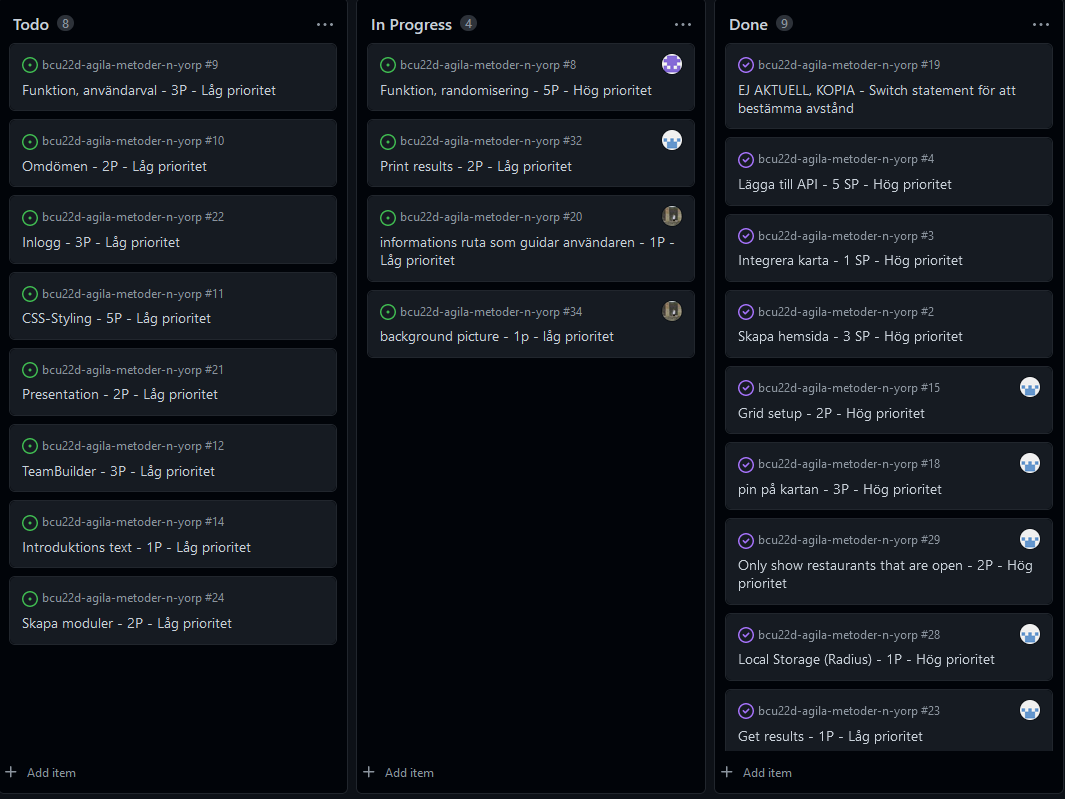 Todo 8
bcu22d-agila-metoder-n-yorp #9
Funktion, användarval - 3P - Låg prioritet
bcu22d-agila-metoder-n-yorp #10
Omdömen - 2P - Låg prioritet
bcu22d-agila-metoder-n-yorp #22
Inlogg - 3P - Låg prioritet
bcu22d-agila-metoder-n-yorp #11
CSS-Styling - 5P - Låg prioritet
bcu22d-agila-metoder-n-yorp #21
Presentation - 2P - Låg prioritet
bcu22d-agila-metoder-n-yorp #12
TeamBuilder - 3P - Låg prioritet
bcu22d-agila-metoder-n-yorp #14
Introduktions text - 1P - Låg prioritet
bcu22d-agila-metoder-n-yorp #24
Skapa moduler - 2P - Låg prioritet
+ Add item
In Progress 4
bcu22d-agila-metoder-n-yorp #8
Funktion, randomisering - 5P - Hög prioritet
bcu22d-agila-metoder-n-yorp #32
Print results - 2P - Låg prioritet
bcu22d-agila-metoder-n-yorp #20
informations ruta som guidar användaren - 1P -
Låg prioritet
bcu22d-agila-metoder-n-yorp #34
background picture - 1p - låg prioritet
+ Add item
Done 9
bcu22d-agila-metoder-n-yorp #19
EJ AKTUELL, KOPIA - Switch statement för att
bestämma avstånd
bcu22d-agila-metoder-n-yorp #4
Lägga till API - 5 SP - Hög prioritet
bcu22d-agila-metoder-n-yorp #3
Integrera karta - 1 SP - Hög prioritet
bcu22d-agila-metoder-n-yorp #2
Skapa hemsida - 3 SP - Hög prioritet
bcu22d-agila-metoder-n-yorp #15
Grid setup - 2P - Hög prioritet
bcu22d-agila-metoder-n-yorp #18
pin på kartan - 3P - Hög prioritet
bcu22d-agila-metoder-n-yorp #29
Only show restaurants that are open - 2P - Hög
prioritet
bcu22d-agila-metoder-n-yorp #28
Local Storage (Radius) - 1P - Hög prioritet
bcu22d-agila-metoder-n-yorp #23
Get results - 1P - Låg prioritet
+ Add item